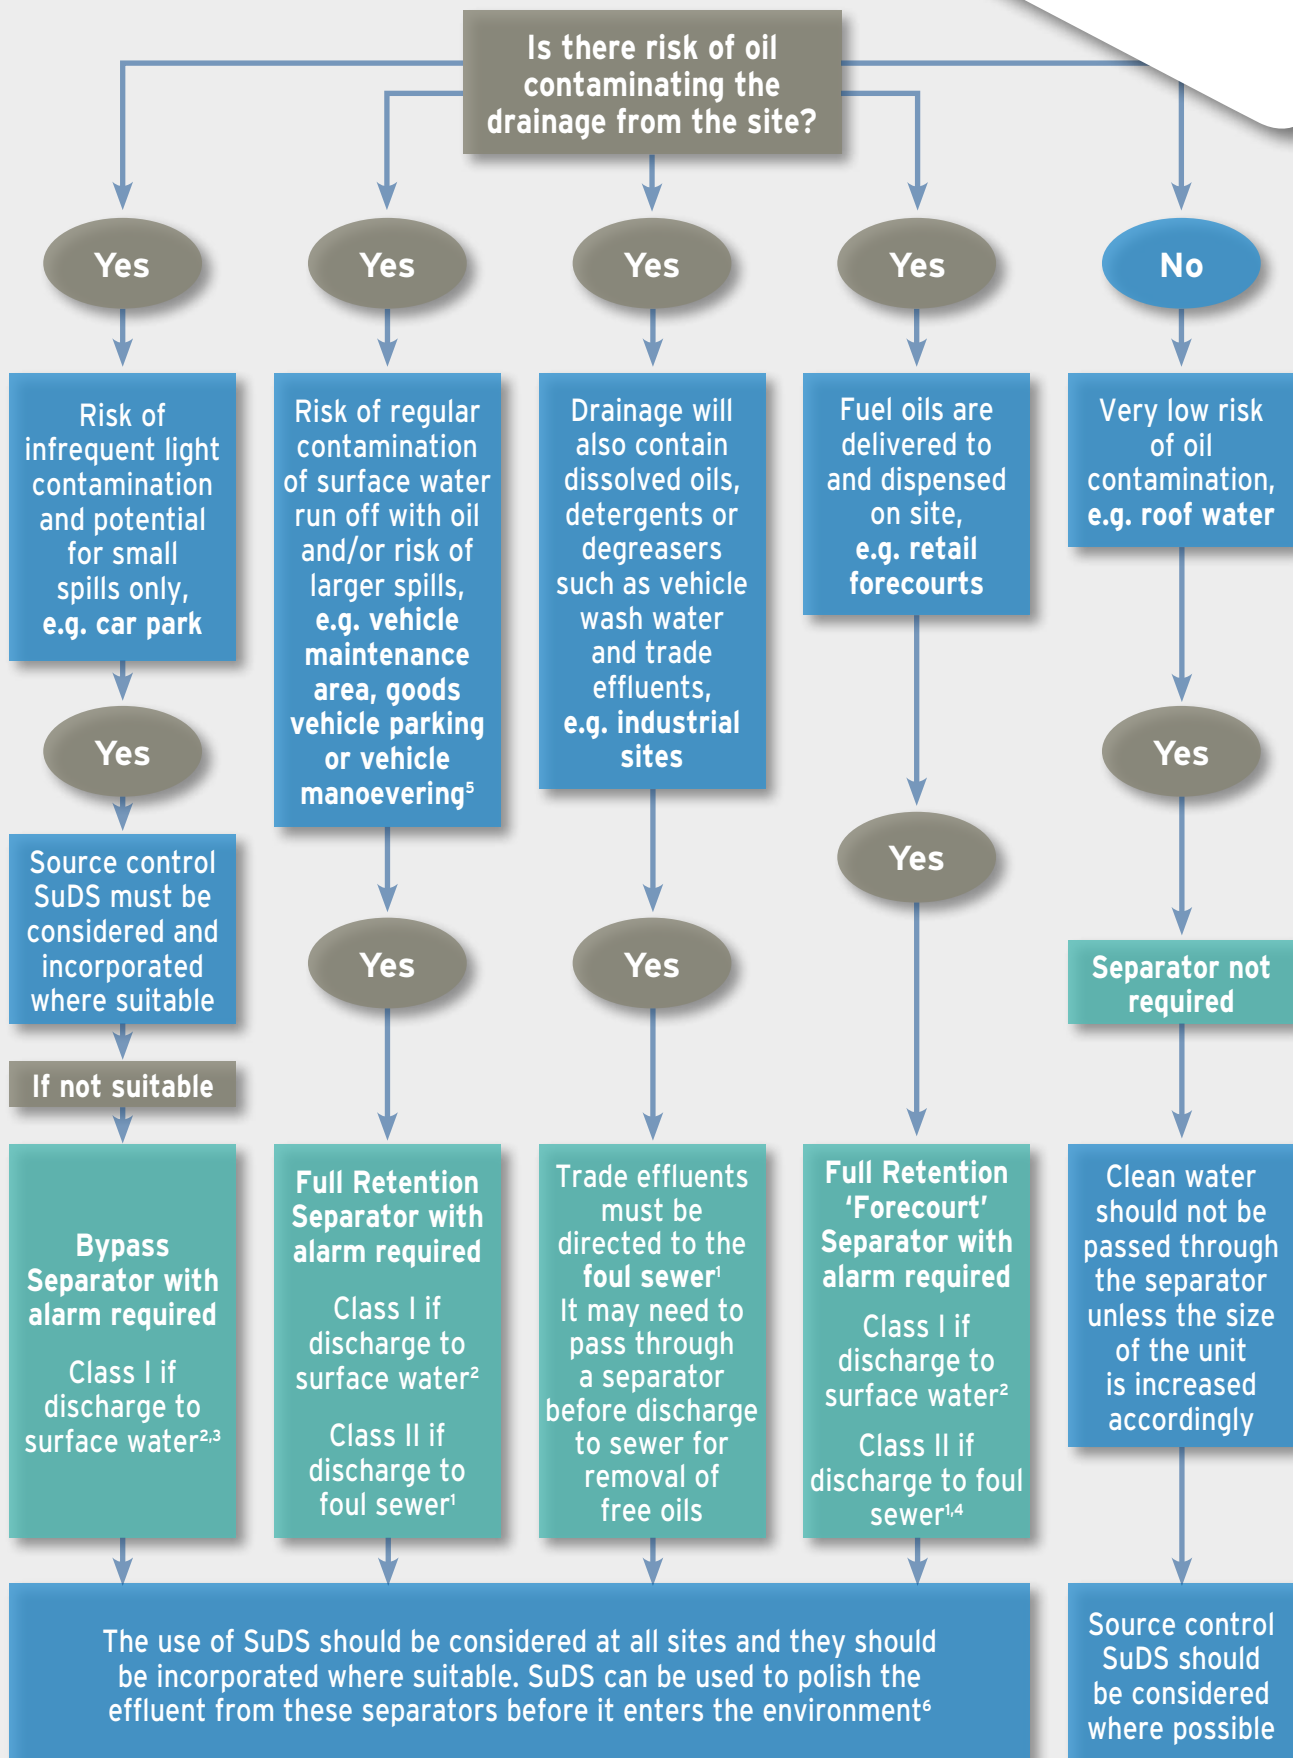 Is there risk of oil
contaminating the
drainage from the site?
Yes
Yes
Yes
Yes
No
Risk of
infrequent light
contamination
and potential
for small
spills only,
e.g. car park
Yes
Source control
SuDS must be
considered and
incorporated
where suitable
If not suitable
Bypass
Separator with
alarm required
Class I if
discharge to
surface water²,³
Risk of regular
contamination
of surface water
run off with oil
and/or risk of
larger spills,
e.g. vehicle
maintenance
area, goods
vehicle parking
or vehicle
manoevering⁵
Yes
Full Retention
Separator with
alarm required
Class I if
discharge to
surface water²
Class II if
discharge to
foul sewer¹
Drainage will
also contain
dissolved oils,
detergents or
degreasers
such as vehicle
wash water
and trade
effluents,
e.g. industrial
sites
Yes
Trade effluents
must be
directed to the
foul sewer¹
It may need to
pass through
a separator
before discharge
to sewer for
removal of
free oils
Fuel oils are
delivered to
and dispensed
on site,
e.g. retail
forecourts
Yes
Full Retention
'Forecourt'
Separator with
alarm required
Class I if
discharge to
surface water²
Class II if
discharge to foul
sewer¹,⁴
Very low risk
of oil
contamination,
e.g. roof water
Yes
Separator not
required
Clean water
should not be
passed through
the separator
unless the size
of the unit
is increased
accordingly
The use of SuDS should be considered at all sites and they should
be incorporated where suitable. SuDS can be used to polish the
effluent from these separators before it enters the environment⁶
Source control
SuDS should
be considered
where possible